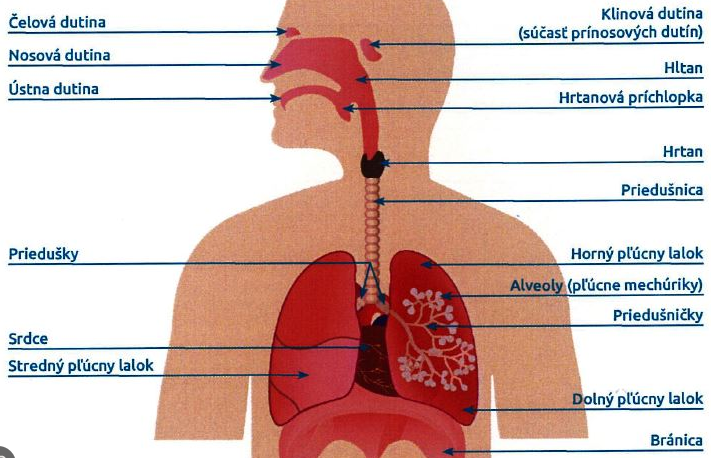 Čelová dutina
Nosová dutina
Ústna dutina
Priedušky
Srdce
Stredný pľúcny lalok
Klinová dutina
(súčasť prínosových dutín)
Hltan
Hrtanová príchlopka
Hrtan
Priedušnica
Horný pľúcny lalok
Alveoly (pľúcne mechúriky)
Priedušničky
Dolný pľúcny lalok
Bránica